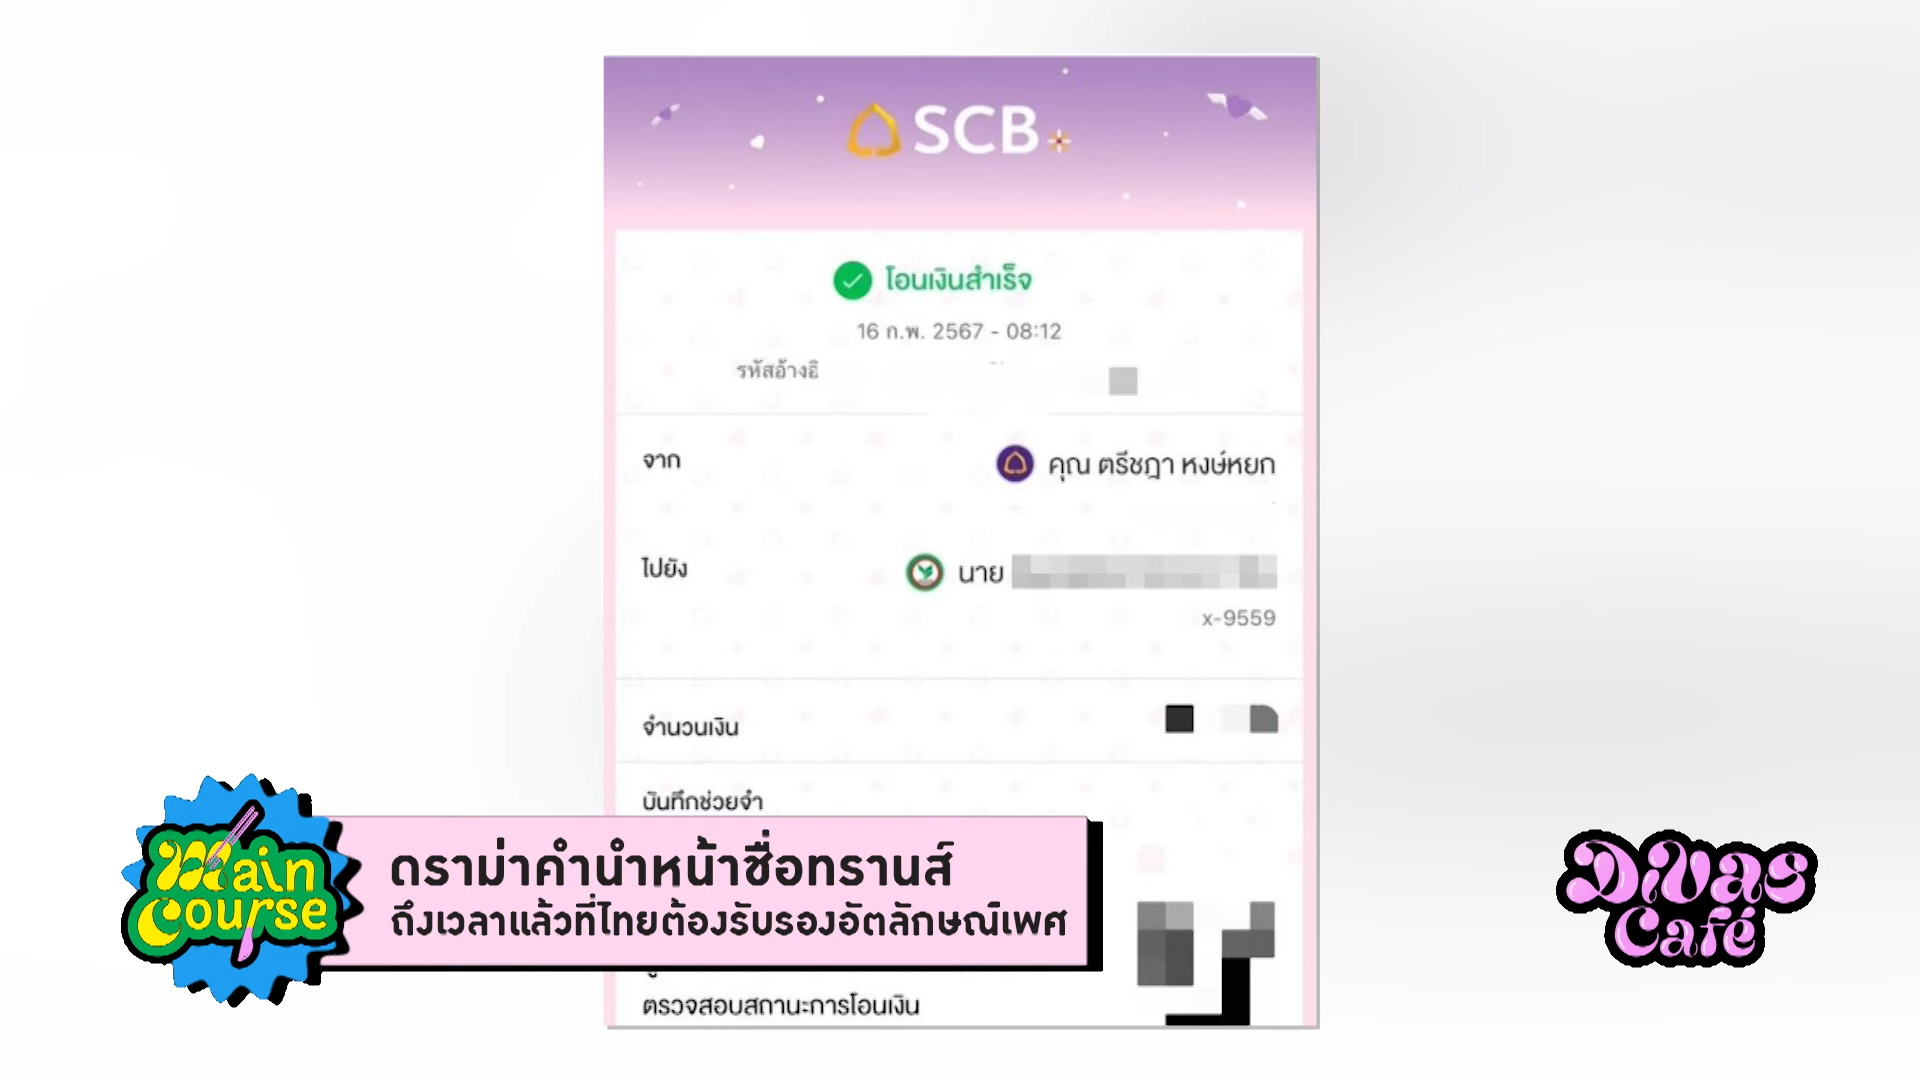 SCB
โอนเงินสำเร็จ
16 ก.พ. 2567 - 08:12
รหัสอ้างอิ
จาก
คุณ ตรีชฎา หงษ์หยก
ไปยัง
นาย
x-9559
จำนวนเงิน
บันทึกช่วยจำ
Main Course
ดราม่าคำนำหน้าชื่อทรานส์
ถึงเวลาแล้วที่ไทยต้องรับรองอัตลักษณ์เพศ
Divas Café
ตรวจสอบสถานะการโอนเงิน